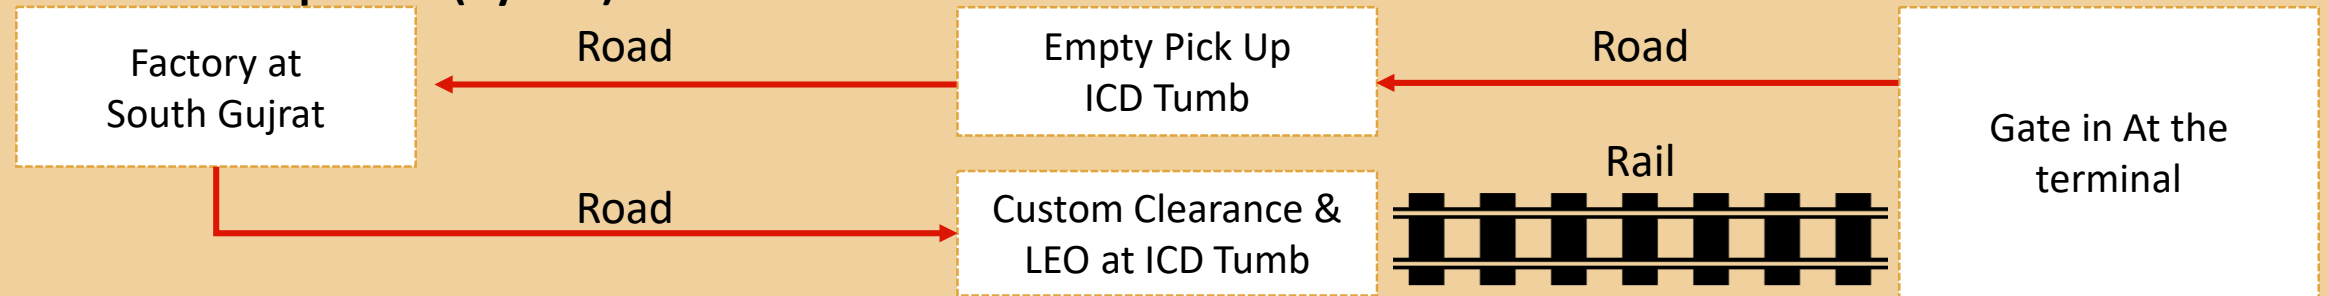 Factory at
South Gujrat
Road
Empty Pick Up
ICD Tumb
Road
Gate in At the
terminal
Road
Custom Clearance &
LEO at ICD Tumb
Rail